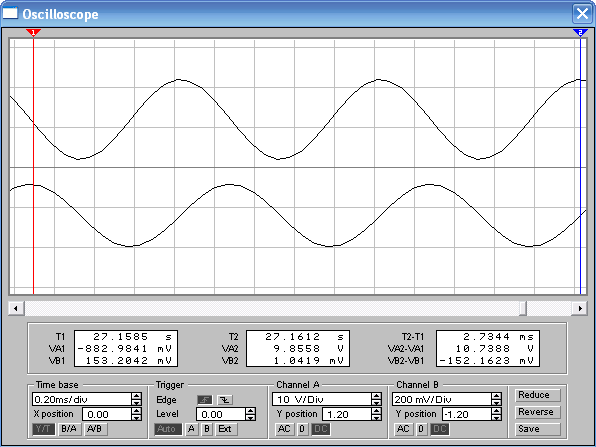 Oscilloscope
1 2
T1 27.1585 s T2 27.1612 s T2-T1 2.7344 ms
VA1 -882.9841 mV VA2 9.8558 V VA2-VA1 10.7388 V
VB1 153.2042 mV VB2 1.0419 mV VB2-VB1 -152.1623 mV
Time base Trigger Channel A Channel B
0.20ms/div Edge 10 V/Div 200 mV/Div Reduce
X position 0.00 Level 0.00 Y position 1.20 Y position -1.20 Reverse
Y/T B/A A/B Auto A B Ext AC 0 DC AC 0 DC Save